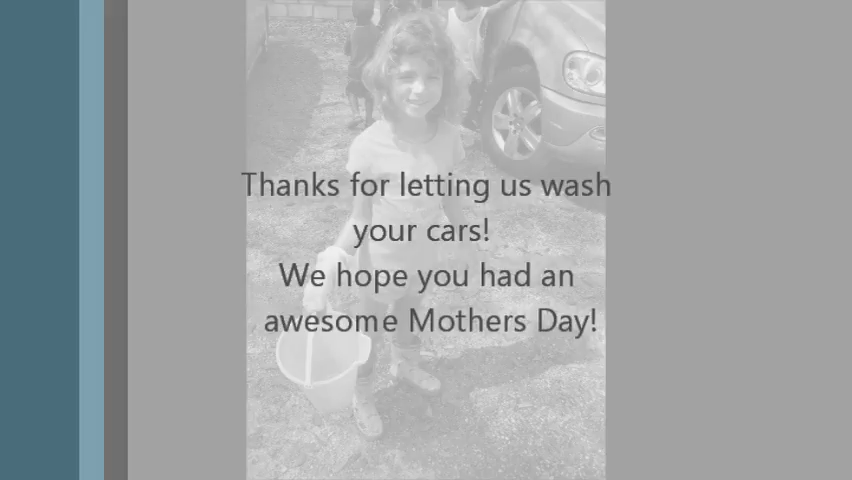 Thanks for letting us wash
your cars!
We hope you had an
awesome Mothers Day!